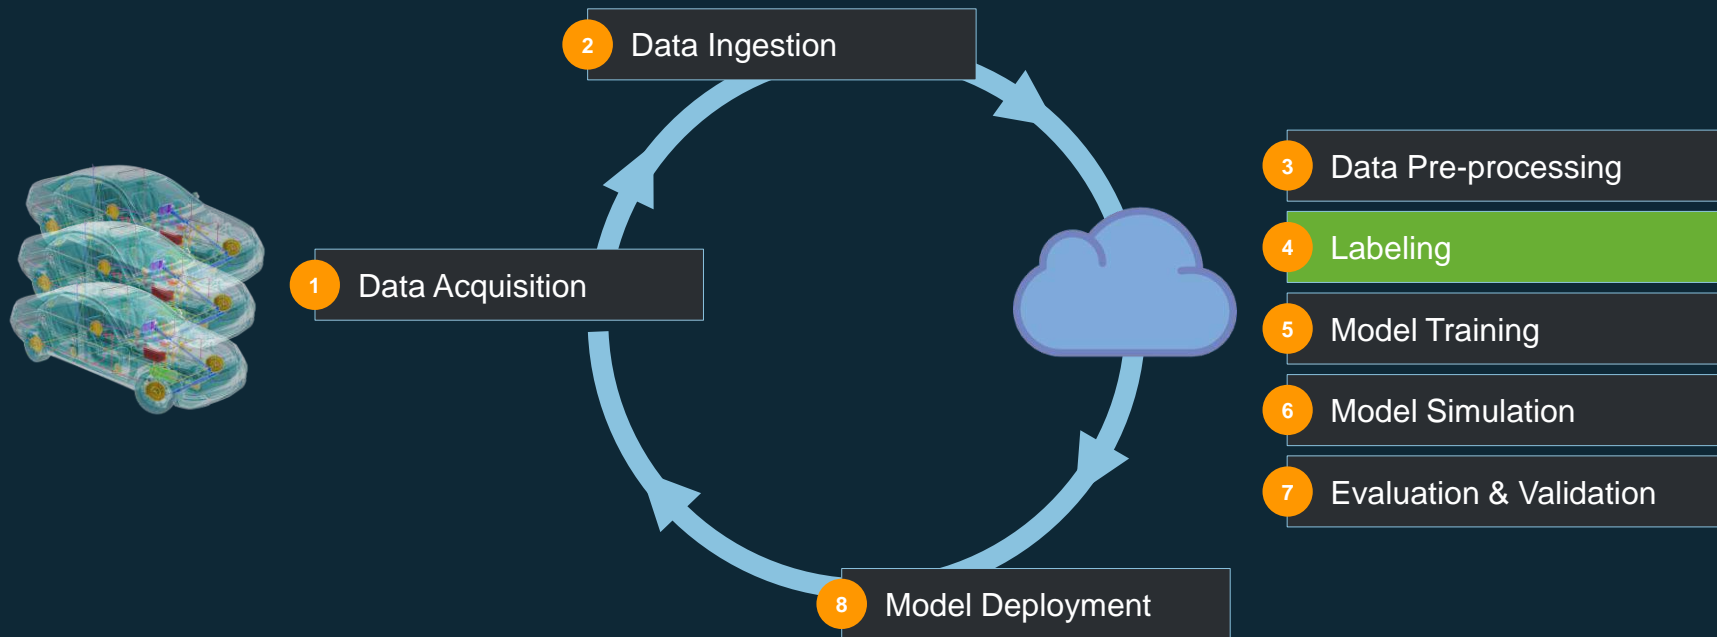 1 Data Acquisition
2 Data Ingestion
3 Data Pre-processing
4 Labeling
5 Model Training
6 Model Simulation
7 Evaluation & Validation
8 Model Deployment